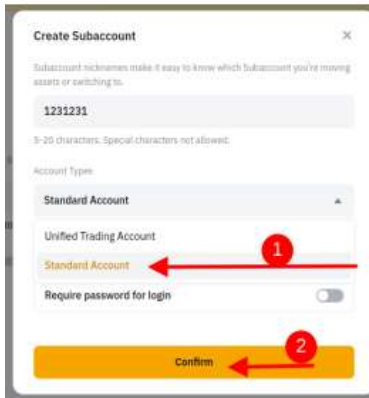 Create Subaccount
Subaccount nicknames make it easy to know which Subaccount you're moving
assets or switching to.
1231231
5-20 characters. Special characters not allowed.
Account Types
Standard Account
Unified Trading Account
1
Standard Account
Require password for login
2
Confirm